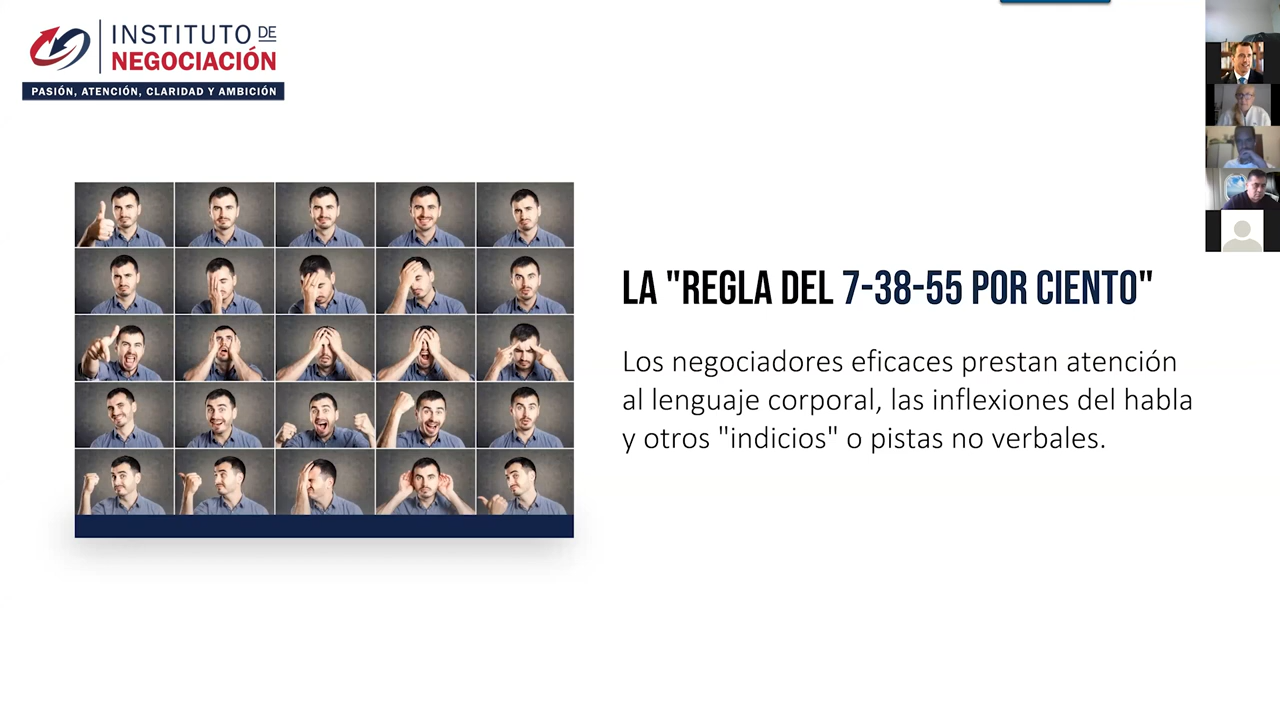 INSTITUTO DE
NEGOCIACIÓN
PASIÓN, ATENCIÓN, CLARIDAD Y AMBICIÓN
LA "REGLA DEL 7-38-55 POR CIENTO"
Los negociadores eficaces prestan atención
al lenguaje corporal, las inflexiones del habla
y otros "indicios" o pistas no verbales.